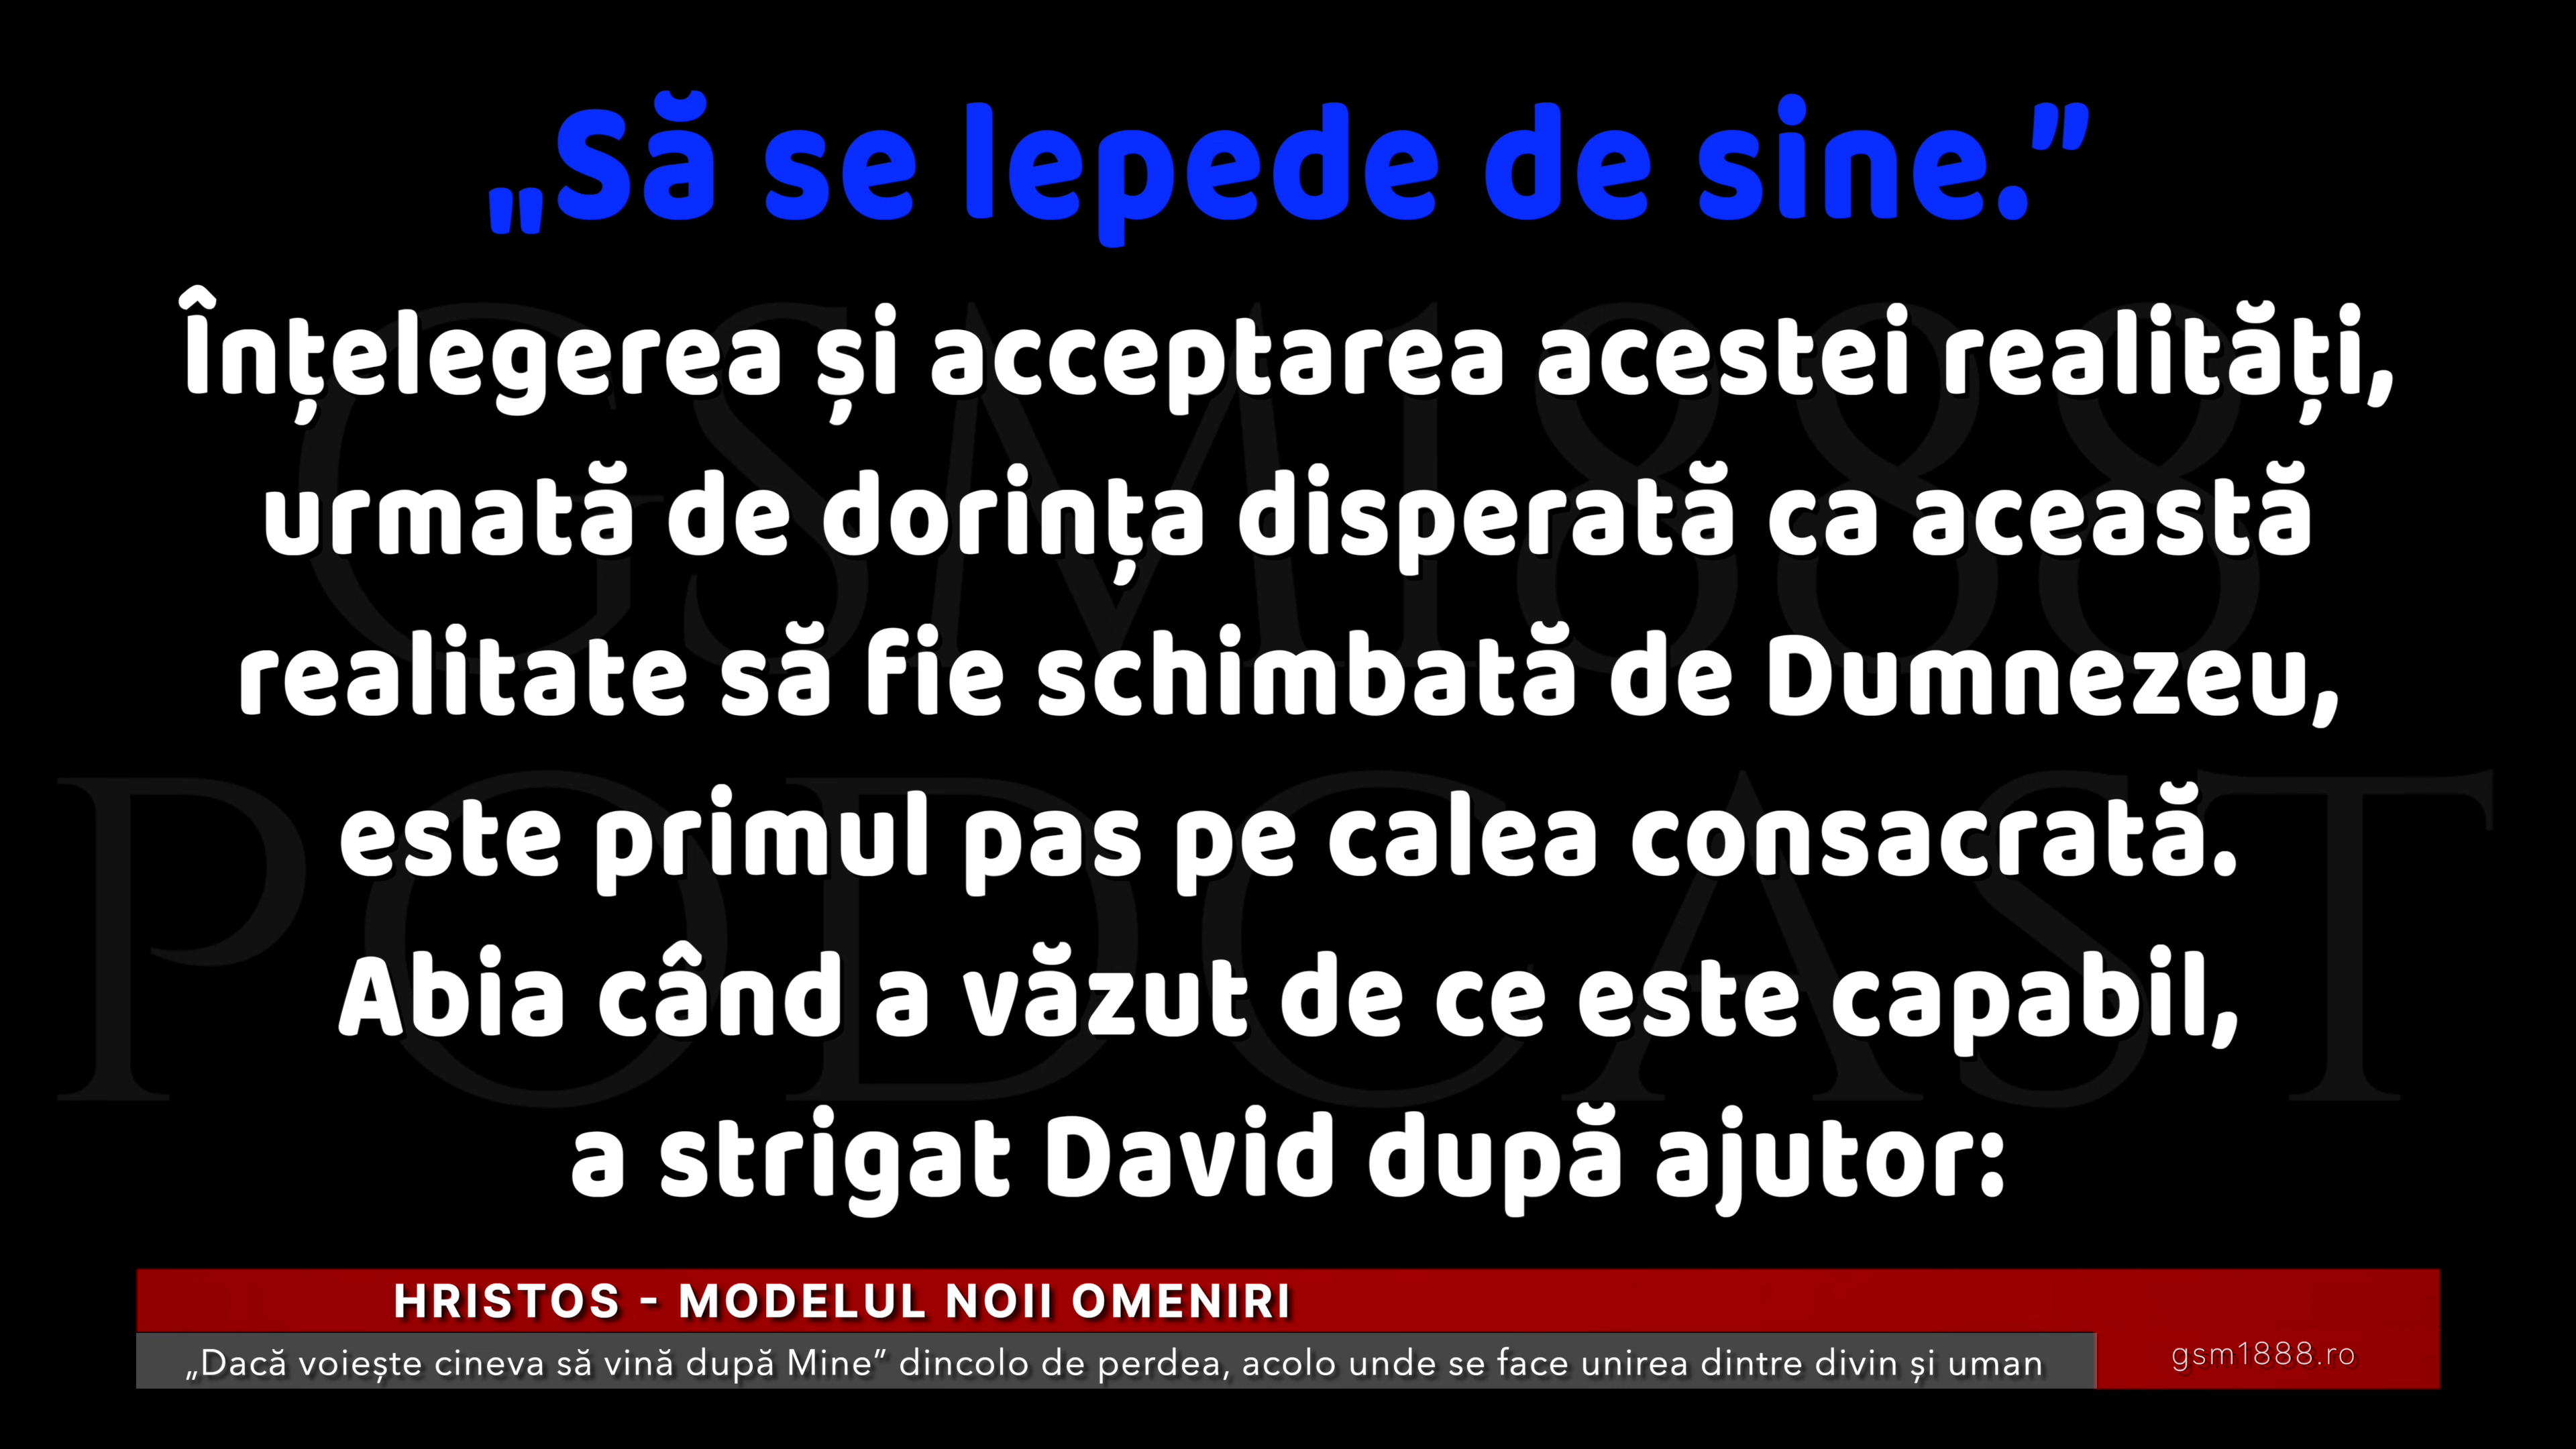 „Să se lepede de sine.”
GSM1888
Înțelegerea și acceptarea acestei realități,
urmată de dorința disperată ca această
realitate să fie schimbată de Dumnezeu,
PODCAST
este primul pas pe calea consacrată.
Abia când a văzut de ce este capabil,
a strigat David după ajutor:
HRISTOS - MODELUL NOII OMENIRI
„Dacă voiește cineva să vină după Mine” dincolo de perdea, acolo unde se face unirea dintre divin și uman
gsm1888.ro